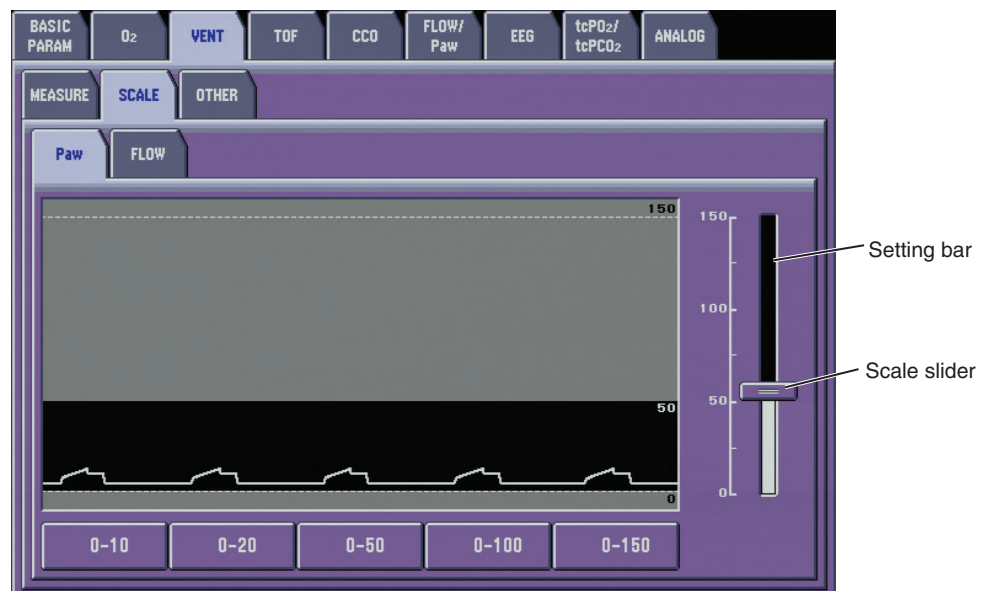 BASIC PARAM O2 VENT TOF CCO FLOW/ Paw EEG tcPO2/ tcPCO2 ANALOG
MEASURE SCALE OTHER
Paw FLOW
150
150
Setting bar
100
Scale slider
50
50
0
0
0-10 0-20 0-50 0-100 0-150